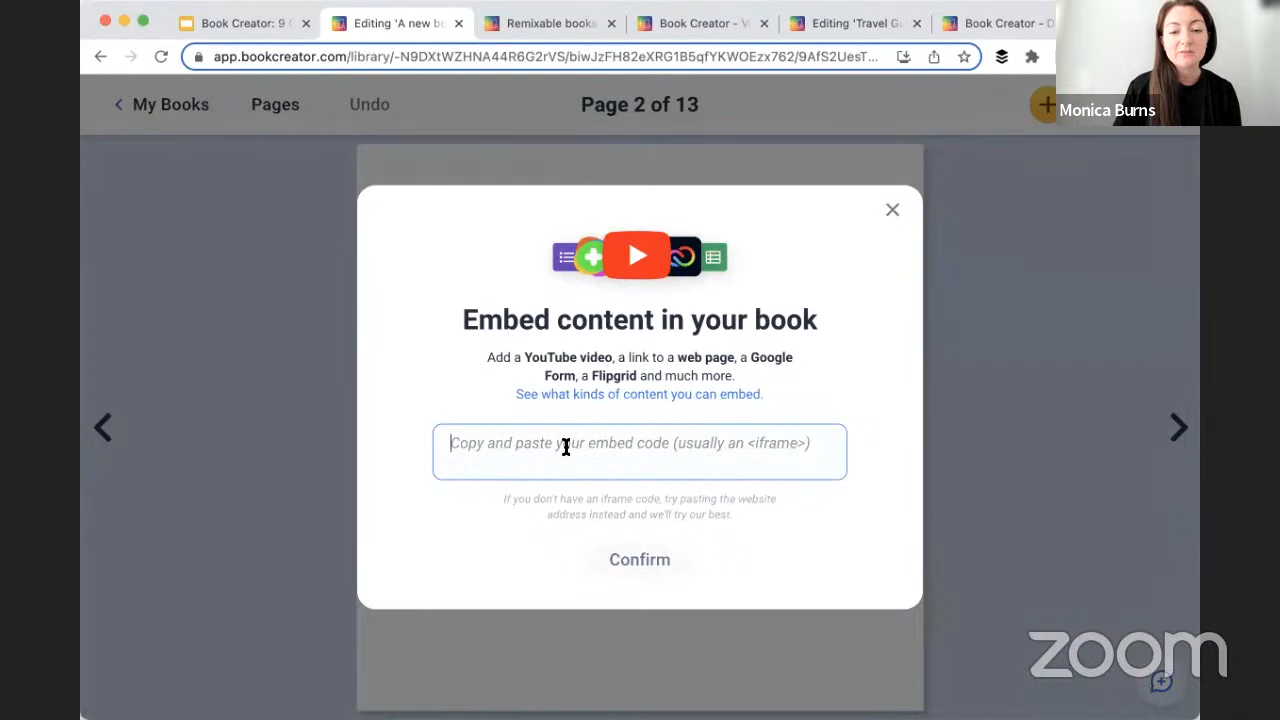 Book Creator: 9
Editing 'A new bo
Remixable books
Book Creator - V
Editing 'Travel Gu
Book Creator - D
app.bookcreator.com/library/-N9DXtWZHNA44R6G2rVS/biwJzFH82eXRG1B5qfYKWOEzx762/9AfS2UesT...
Monica Burns
My Books
Pages
Undo
Page 2 of 13
Embed content in your book
Add a YouTube video, a link to a web page, a Google
Form, a Flipgrid and much more.
See what kinds of content you can embed.
Copy and paste your embed code (usually an <iframe>)
If you don't have an iframe code, try pasting the website
address instead and we'll try our best.
Confirm
zoom